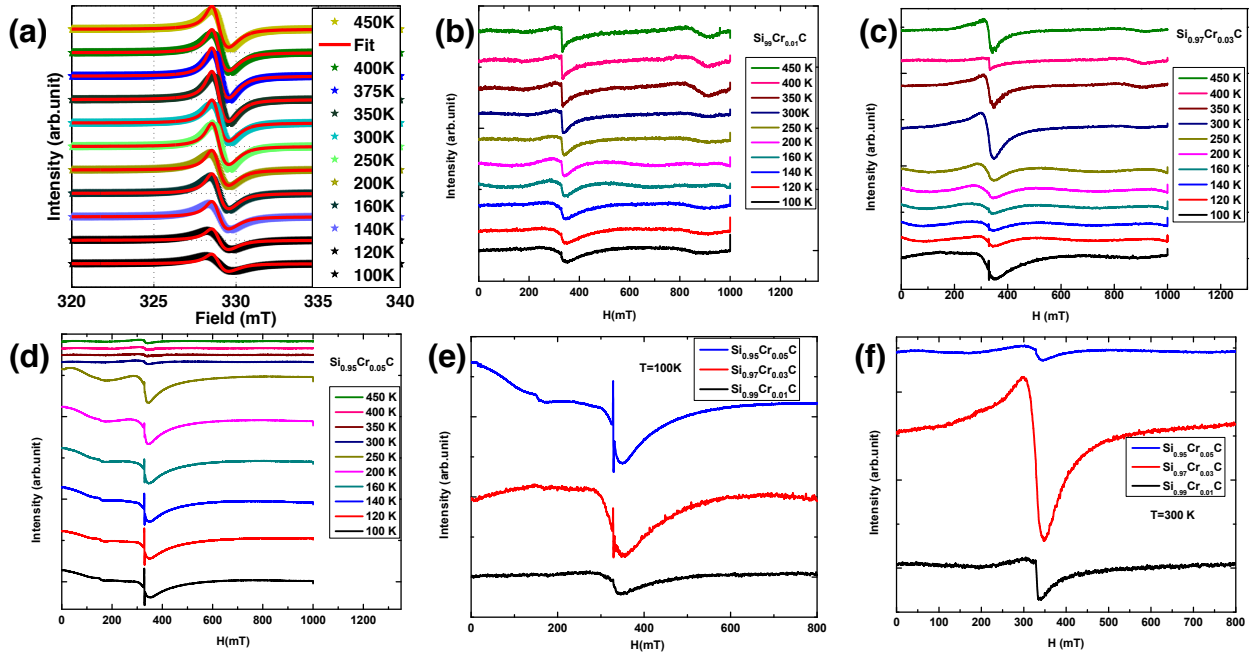 (a)
Intensity (arb.unit)
450K
Fit
400K
375K
350K
300K
250K
200K
160K
140K
120K
100K
320 325 330 335 340
Field (mT)
(b)
Intensity(arb.unit)
Si99Cr0.01C
450 K
400 K
350 K
300K
250 K
200 K
160 K
140 K
120 K
100 K
0 200 400 600 800 1000 1200
H(mT)
(c)
Intensity (arb.unit)
Si0.97Cr0.03C
450 K
400 K
350 K
300 K
250 K
200 K
160 K
140 K
120 K
100 K
0 200 400 600 800 1000 1200
H (mT)
(d)
Intensity (arb.unit)
Si0.95Cr0.05C
450 K
400 K
350 K
300 K
250 K
200 K
160 K
140 K
120 K
100 K
0 200 400 600 800 1000 1200
H(mT)
(e)
Intensity (arb.unit)
T=100K
Si0.95Cr0.05C
Si0.97Cr0.03C
Si0.99Cr0.01C
0 200 400 600 800
H(mT)
(f)
Intensity (arb.unit)
Si0.95Cr0.05C
Si0.97Cr0.03C
Si0.99Cr0.01C
T=300 K
0 100 200 300 400 500 600 700 800
H (mT)